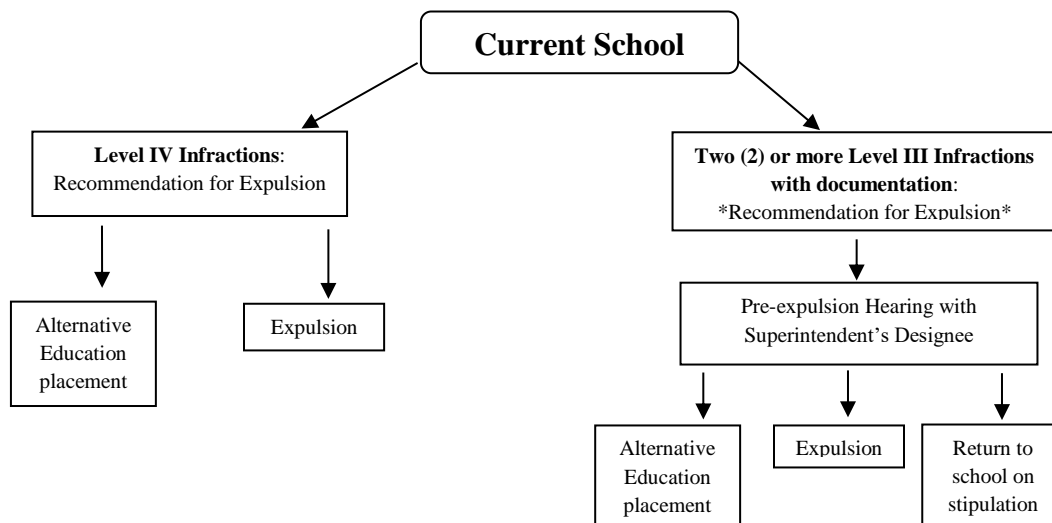 Current School
Level IV Infractions:
Recommendation for Expulsion
Two (2) or more Level III Infractions
with documentation:
*Recommendation for Expulsion*
Alternative
Education
placement
Expulsion
Pre-expulsion Hearing with
Superintendent’s Designee
Alternative
Education
placement
Expulsion
Return to
school on
stipulation